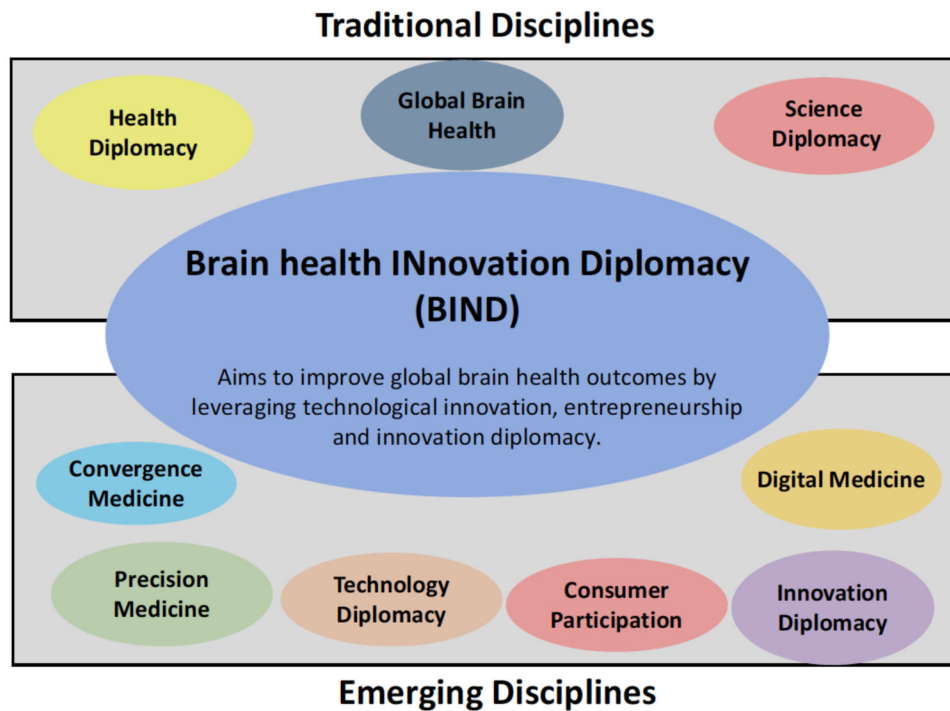 Traditional Disciplines
Health
Diplomacy
Global Brain
Health
Science
Diplomacy
Brain health INnovation Diplomacy
(BIND)
Aims to improve global brain health outcomes by
leveraging technological innovation, entrepreneurship
and innovation diplomacy.
Convergence
Medicine
Digital Medicine
Precision
Medicine
Technology
Diplomacy
Consumer
Participation
Innovation
Diplomacy
Emerging Disciplines